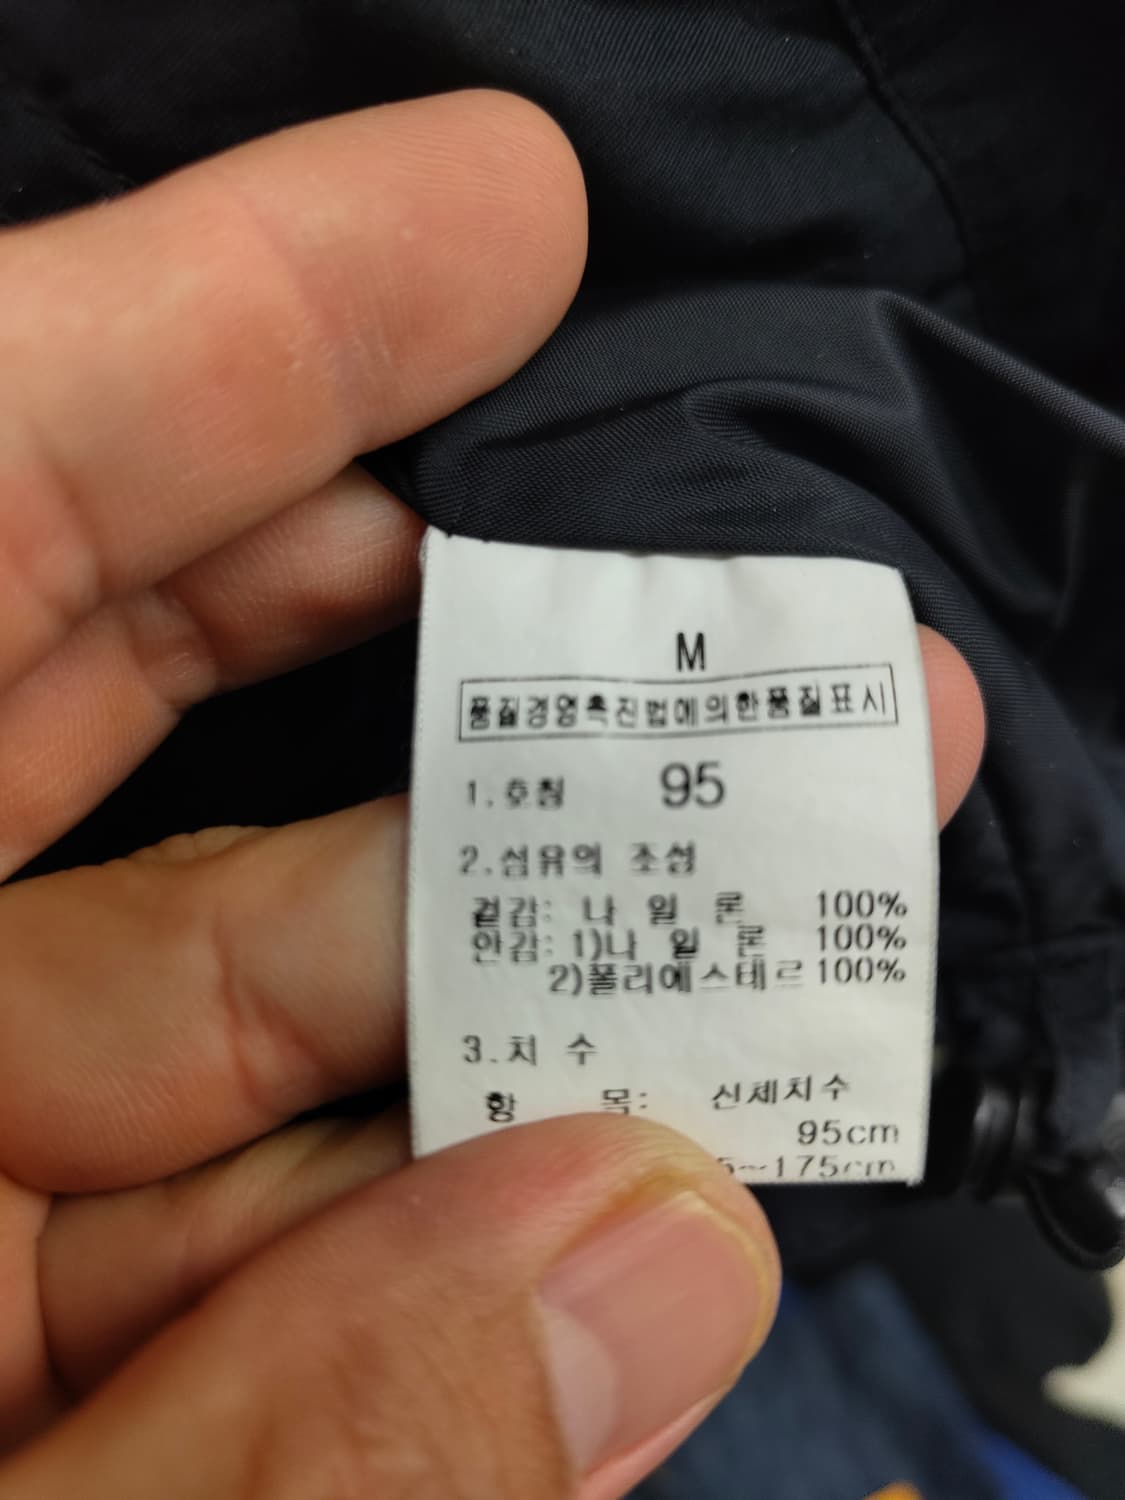 M
품질경영촉진법에의한품질표시
1.호칭 95
2.섬유의 조성
겉감: 나 일 론 100%
안감: 1)나 일 론 100%
2)폴리에스테르 100%
3.치 수
항 목: 신체치수
95cm
5~175cm